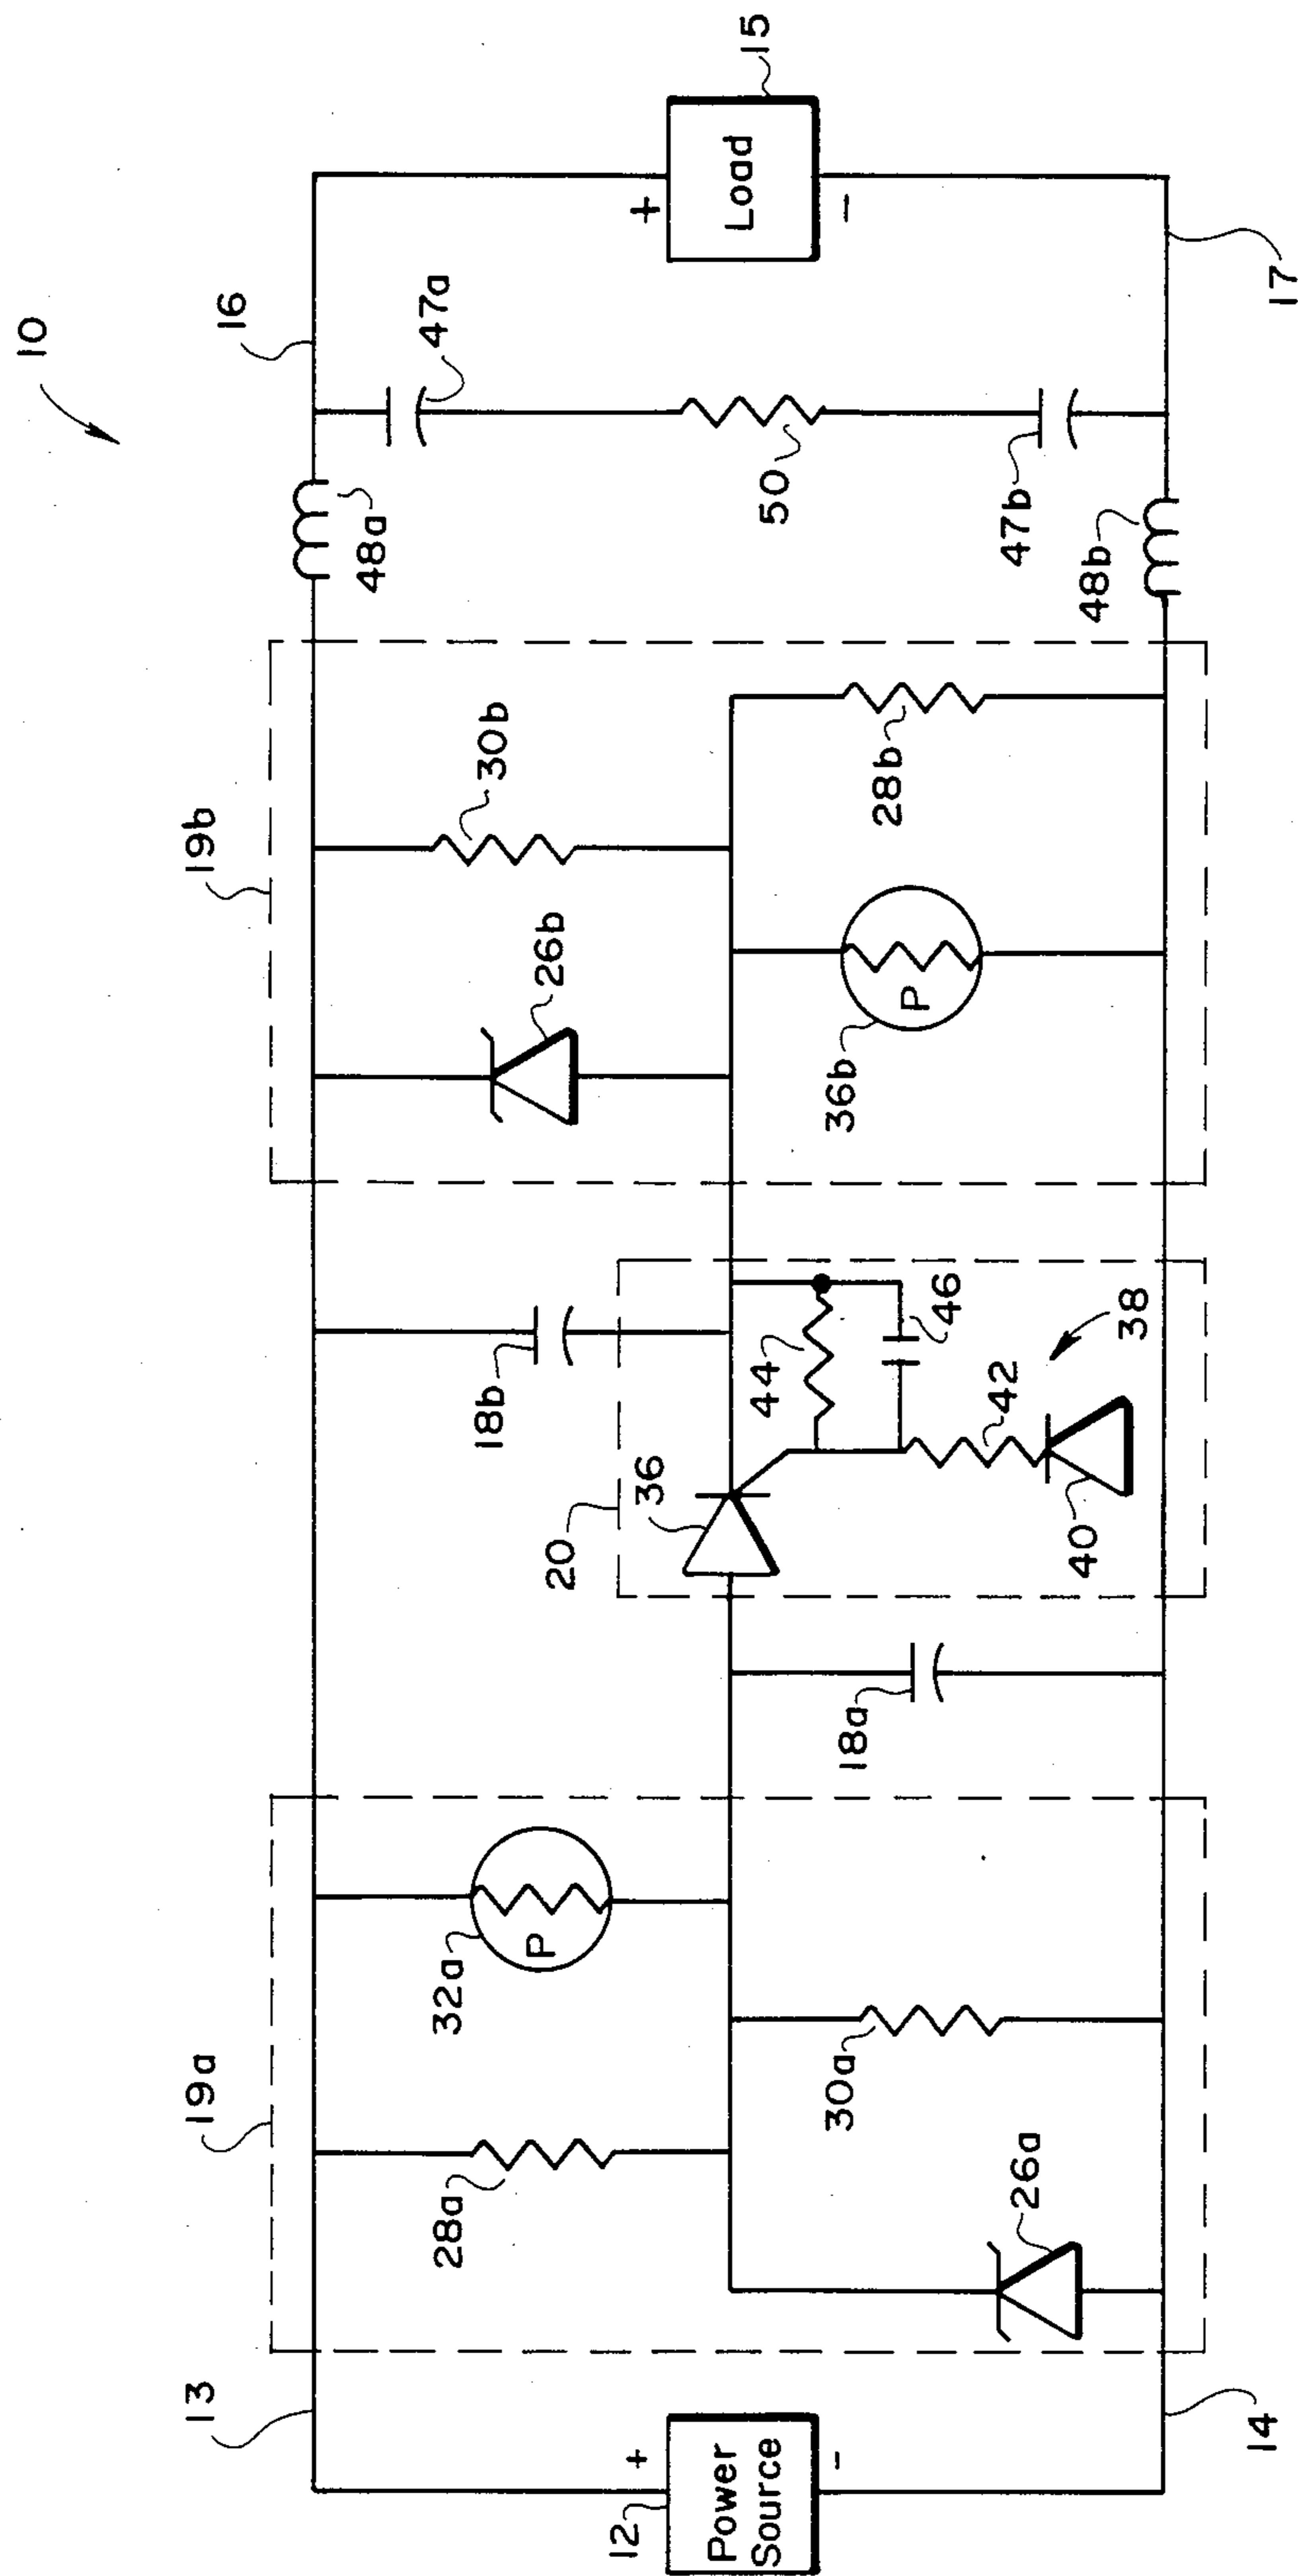 10
13
19a
19b
16
48a
47a
12
+
Power
Source
-
28a
32a
18b
26b
30b
50
+
Load
-
15
20
36
44
46
42
40
38
26a
30a
18a
36b
P
P
28b
48b
47b
14
17